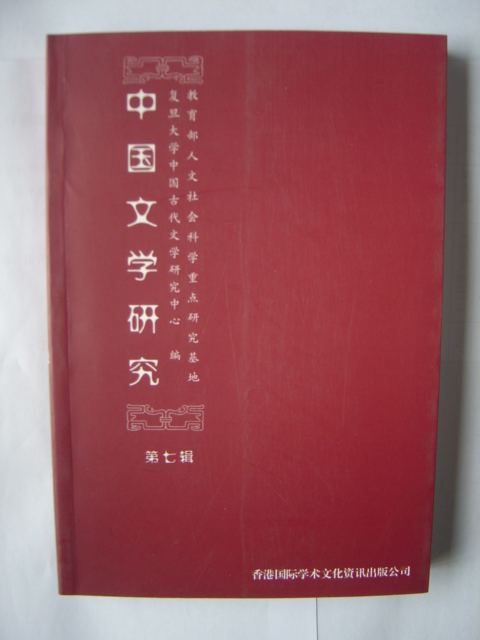 教育部人文社会科学重点研究基地
复旦大学中国古代文学研究中心 编
中国文学研究
第七辑
香港国际学术文化资讯出版公司